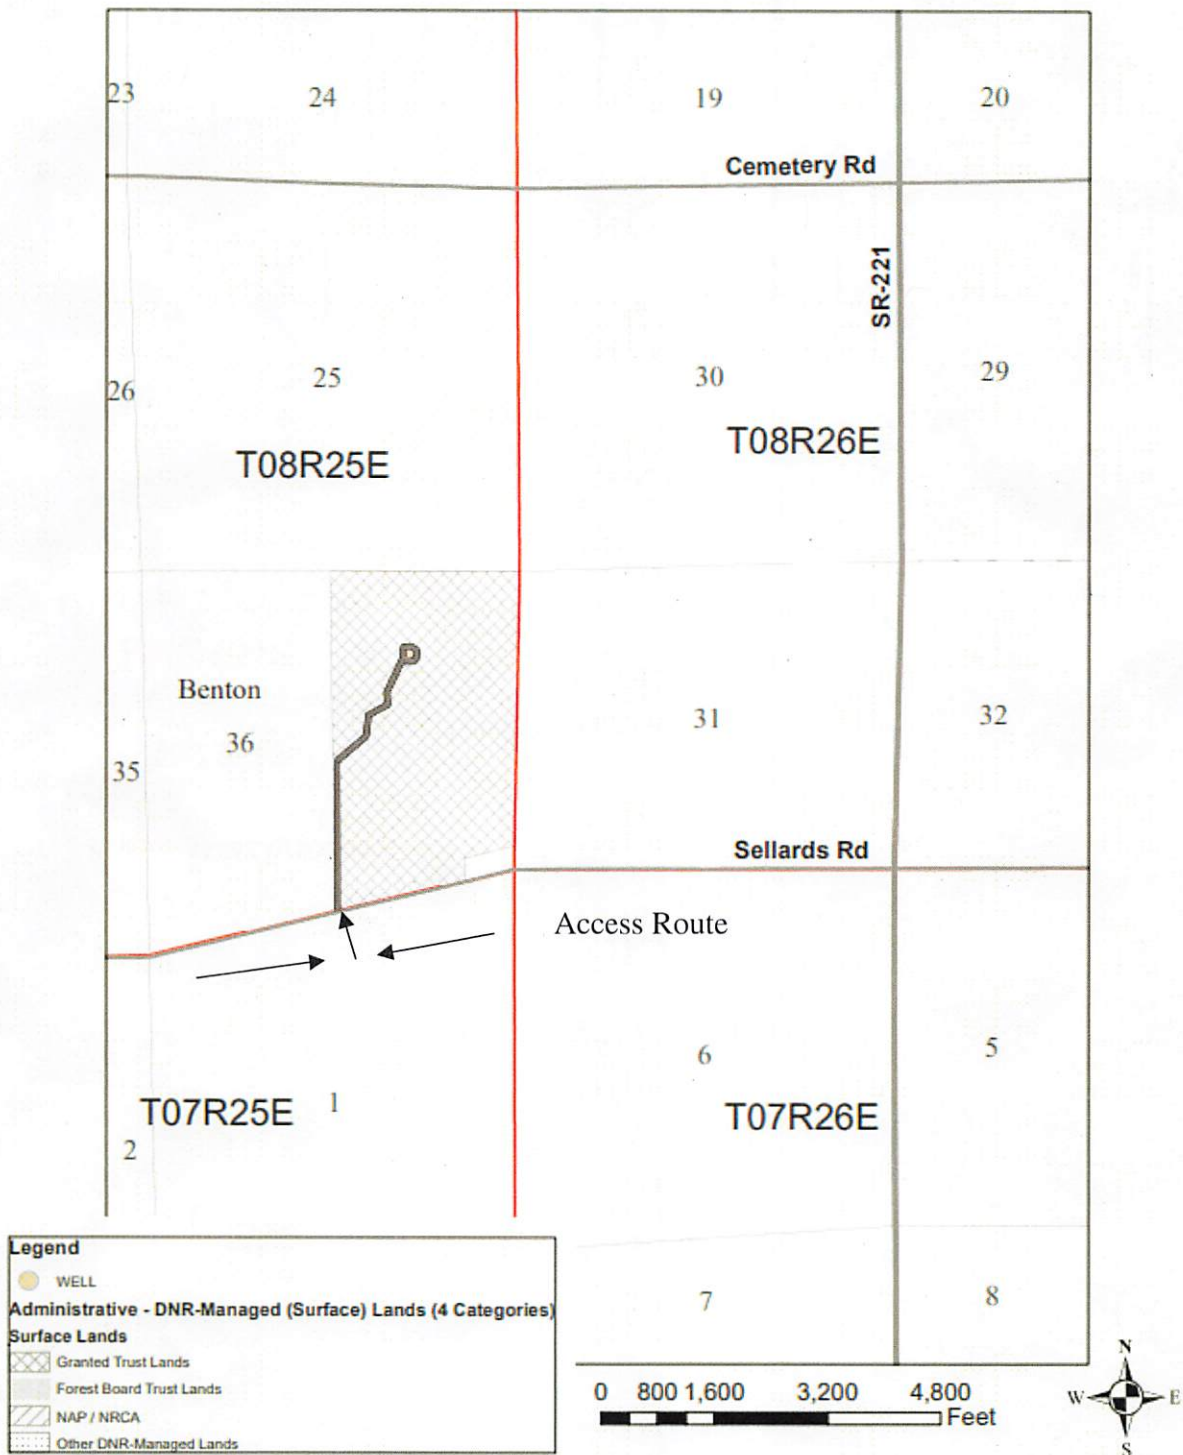 23
24
19
20
Cemetery Rd
SR-221
26
25
30
29
T08R25E
T08R26E
Benton
36
31
32
35
Sellards Rd
Access Route
6
5
T07R25E
1
T07R26E
2
Legend
WELL
Administrative - DNR-Managed (Surface) Lands (4 Categories)
Surface Lands
Granted Trust Lands
Forest Board Trust Lands
NAP / NRCA
Other DNR-Managed Lands
7
8
0 800 1,600 3,200 4,800
Feet
N
W E
S